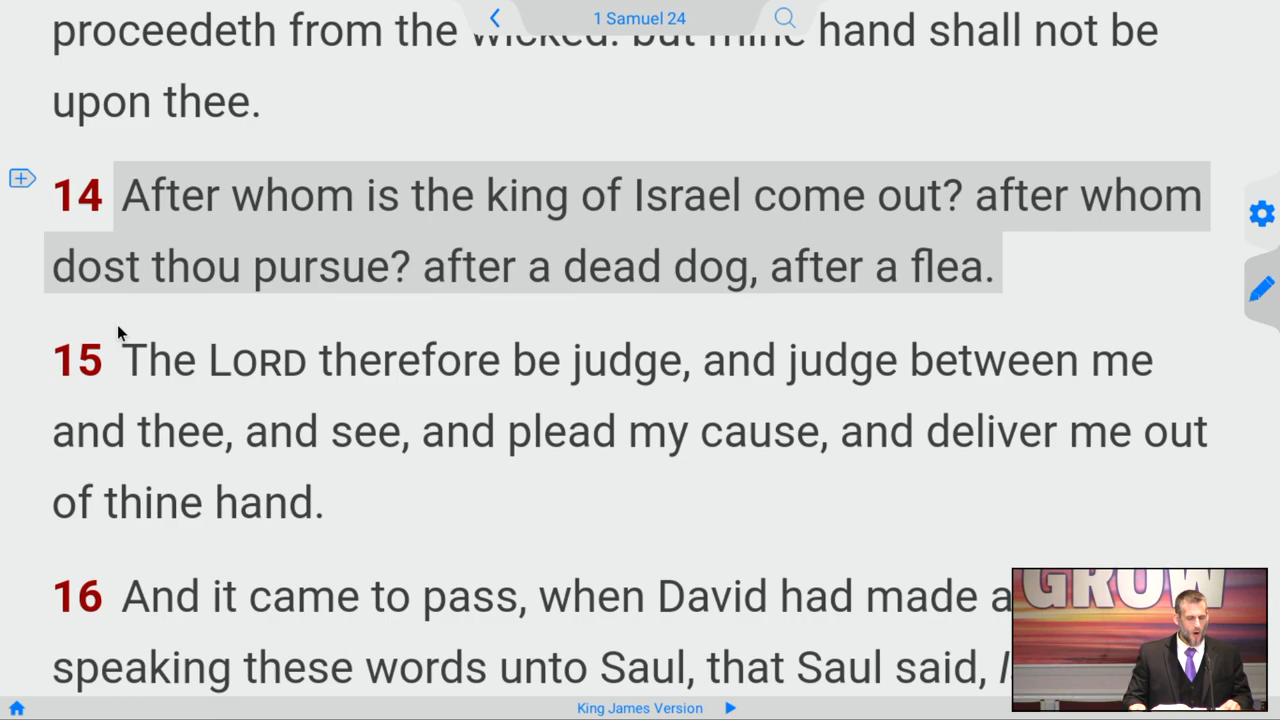 1 Samuel 24
proceedeth from the wicked: but mine hand shall not be
upon thee.
14 After whom is the king of Israel come out? after whom
dost thou pursue? after a dead dog, after a flea.
15 The LORD therefore be judge, and judge between me
and thee, and see, and plead my cause, and deliver me out
of thine hand.
16 And it came to pass, when David had made a
speaking these words unto Saul, that Saul said,
GROW
King James Version